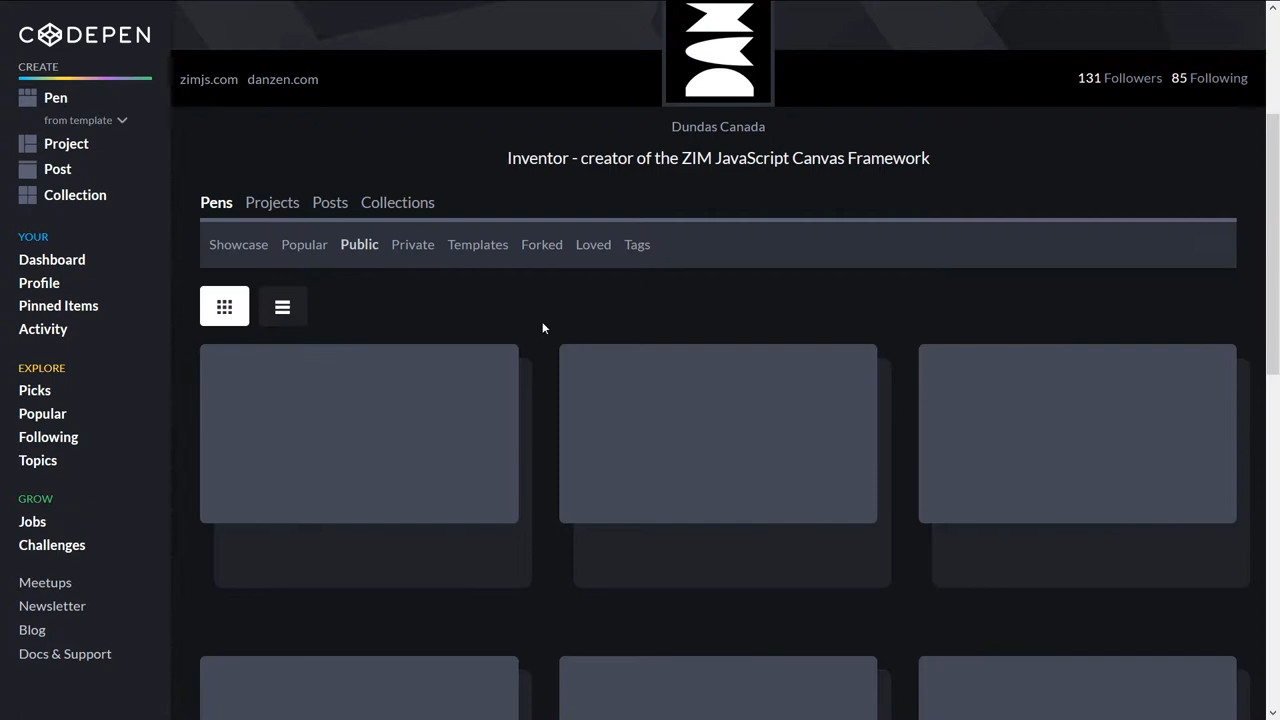 CODEPEN
CREATE
Pen
from template
Project
Post
Collection
YOUR
Dashboard
Profile
Pinned Items
Activity
EXPLORE
Picks
Popular
Following
Topics
GROW
Jobs
Challenges
Meetups
Newsletter
Blog
Docs & Support
zimjs.com danzen.com
131 Followers 85 Following
Dundas Canada
Inventor - creator of the ZIM JavaScript Canvas Framework
Pens Projects Posts Collections
Showcase Popular Public Private Templates Forked Loved Tags